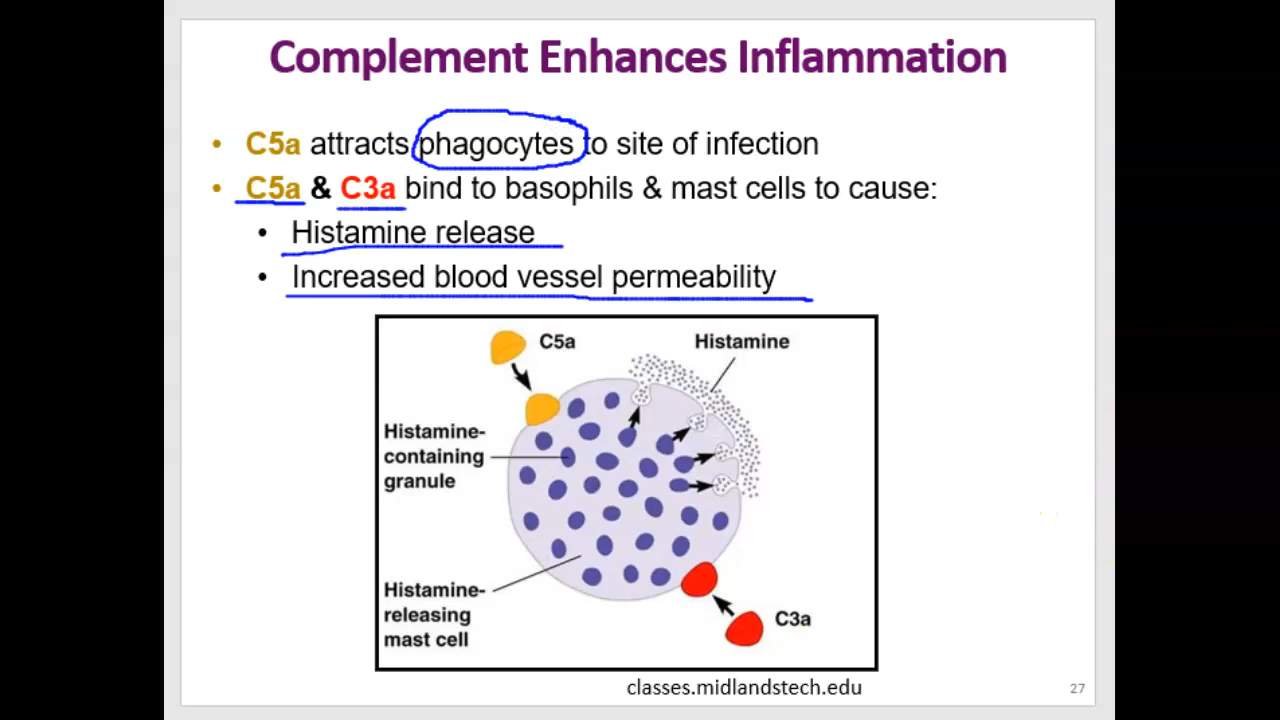 Complement Enhances Inflammation
• C5a attracts phagocytes to site of infection
• C5a & C3a bind to basophils & mast cells to cause:
• Histamine release
• Increased blood vessel permeability
C5a
Histamine
Histamine-
containing
granule
Histamine-
releasing
mast cell
C3a
classes.midlandstech.edu
27